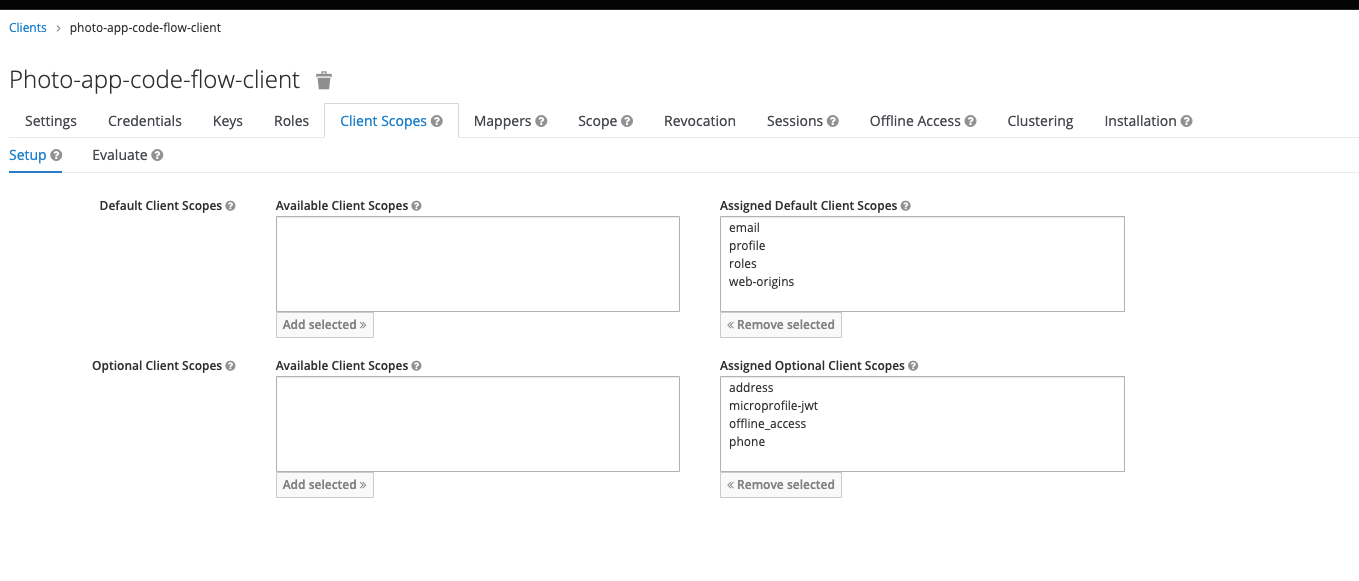 Clients > photo-app-code-flow-client
Photo-app-code-flow-client
Settings Credentials Keys Roles Client Scopes Mappers Scope Revocation Sessions Offline Access Clustering Installation
Setup Evaluate
Default Client Scopes Available Client Scopes Assigned Default Client Scopes
email
profile
roles
web-origins
Add selected » « Remove selected
Optional Client Scopes Available Client Scopes Assigned Optional Client Scopes
address
microprofile-jwt
offline_access
phone
Add selected » « Remove selected